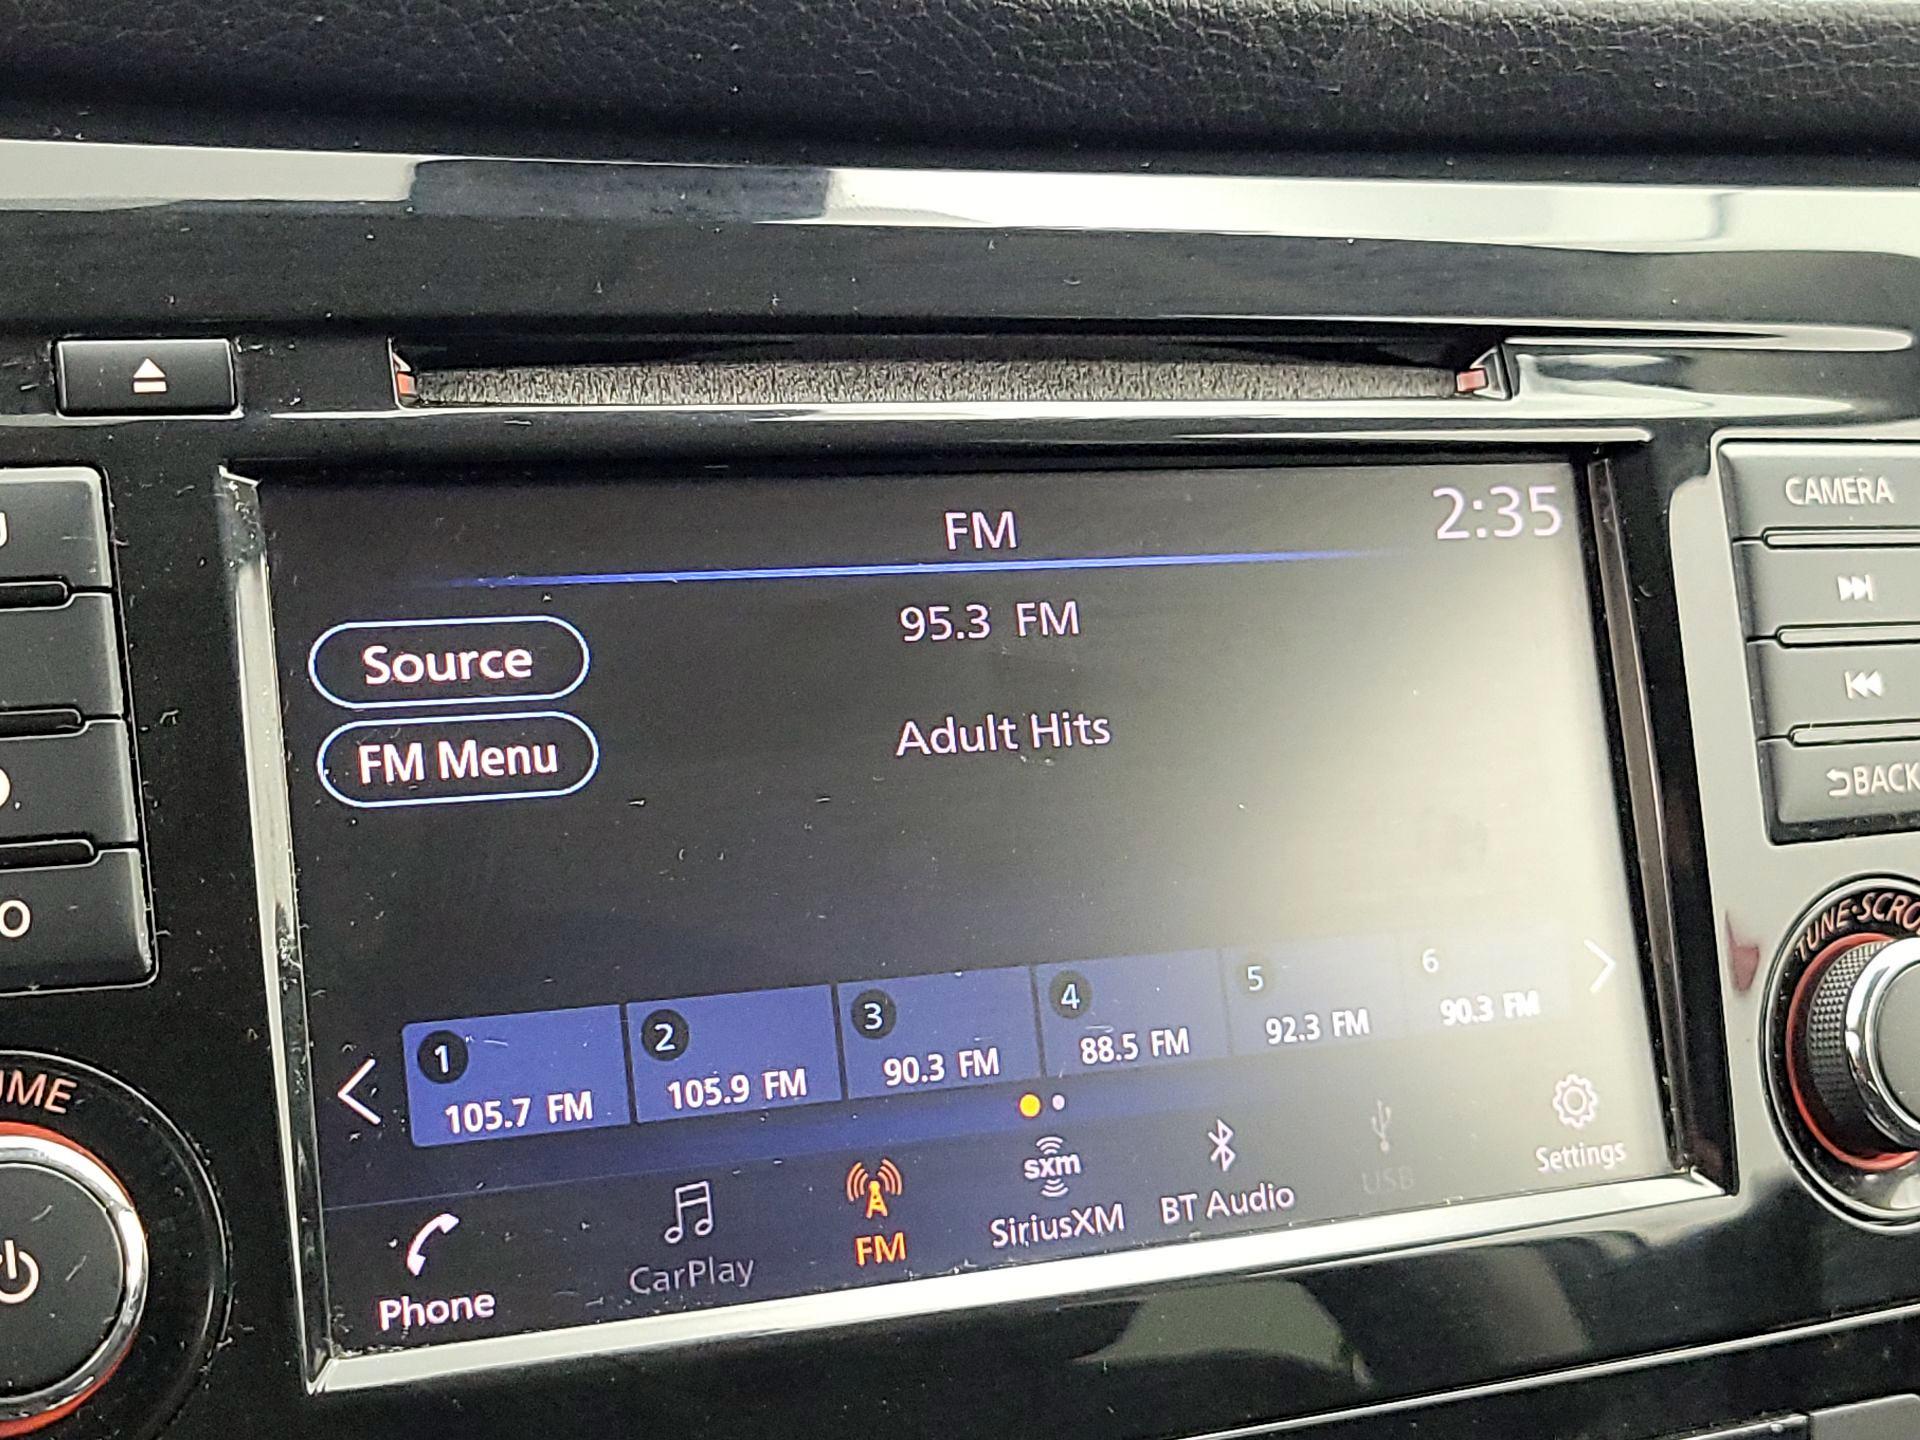 FM
2:35
95.3 FM
Source
Adult Hits
FM Menu
1
105.7 FM
2
105.9 FM
3
90.3 FM
4
88.5 FM
5
92.3 FM
6
90.3 FM
Phone
CarPlay
FM
sxm
SiriusXM
BT Audio
USB
Settings
CAMERA
BACK
TUNE•SCRO
UME
O